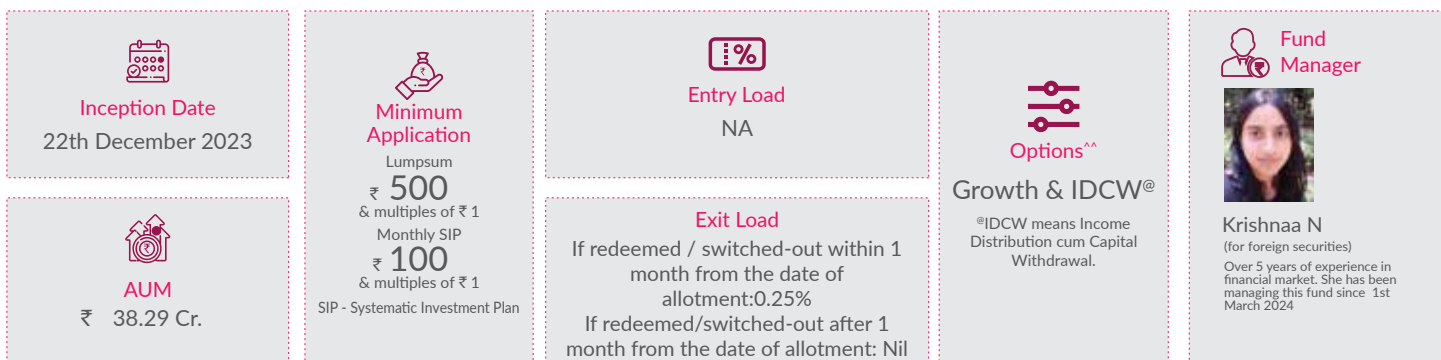 Inception Date
22th December 2023
AUM
₹ 38.29 Cr.
Minimum
Application
Lumpsum
₹ 500
& multiples of ₹ 1
Monthly SIP
₹ 100
& multiples of ₹ 1
SIP - Systematic Investment Plan
Entry Load
NA
Exit Load
If redeemed / switched-out within 1
month from the date of
allotment:0.25%
If redeemed/switched-out after 1
month from the date of allotment: Nil
Options^^
Growth & IDCW@
@IDCW means Income
Distribution cum Capital
Withdrawal.
Fund
Manager
Krishnaa N
(for foreign securities)
Over 5 years of experience in
financial market. She has been
managing this fund since 1st
March 2024